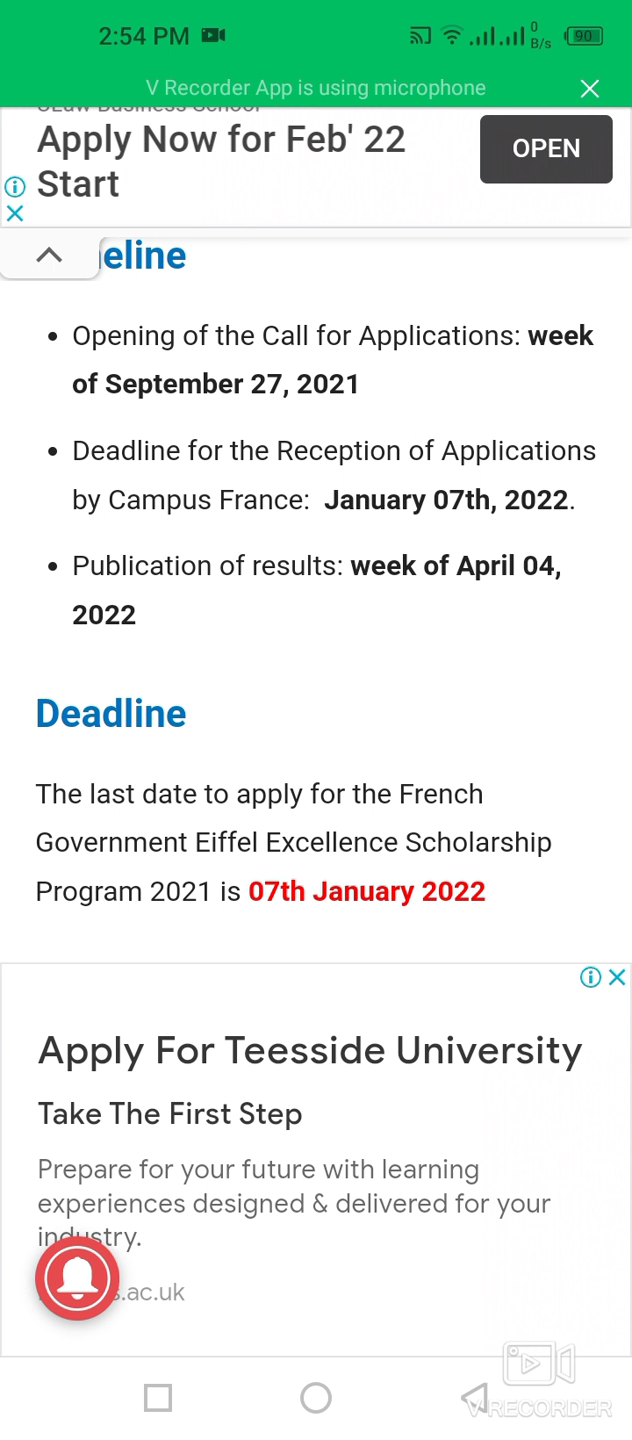 2:54 PM
0
B/s
90
V Recorder App is using microphone
Business School
Apply Now for Feb' 22
Start
OPEN
eline
• Opening of the Call for Applications: week
of September 27, 2021
• Deadline for the Reception of Applications
by Campus France: January 07th, 2022.
• Publication of results: week of April 04,
2022
Deadline
The last date to apply for the French
Government Eiffel Excellence Scholarship
Program 2021 is 07th January 2022
Apply For Teesside University
Take The First Step
Prepare for your future with learning
experiences designed & delivered for your
industry.
s.ac.uk
V RECORDER